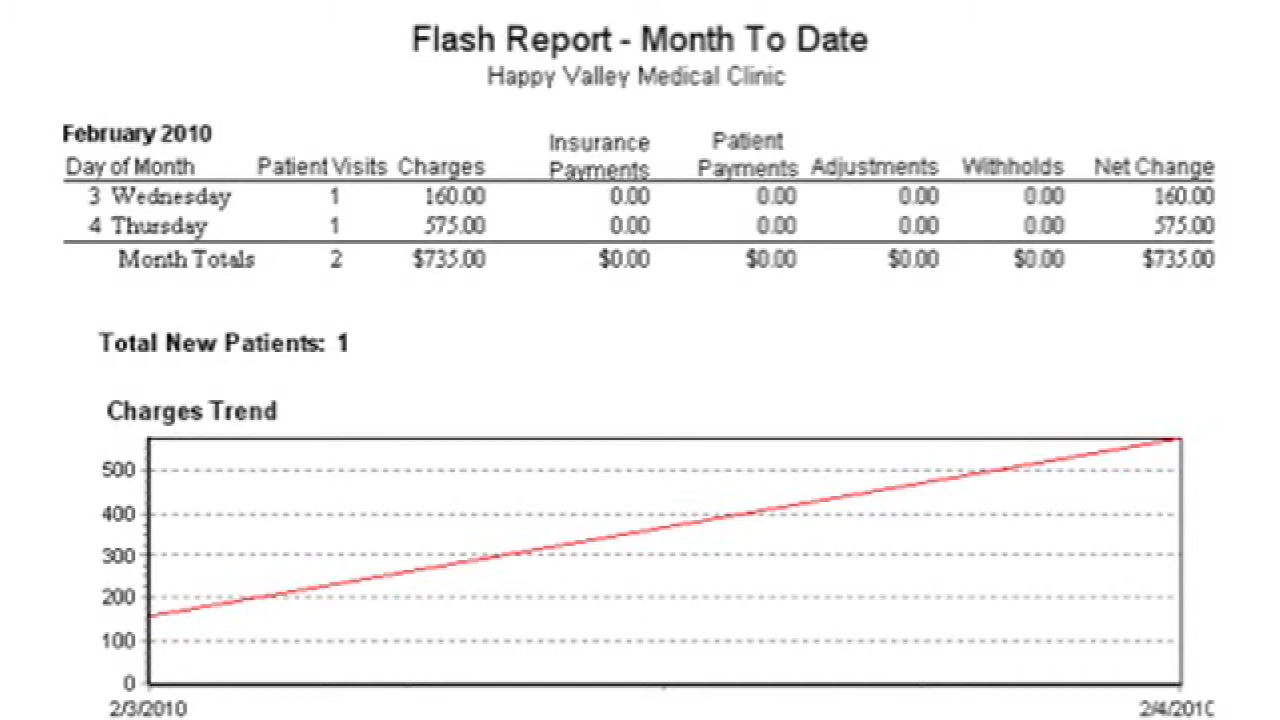 Flash Report - Month To Date
Happy Valley Medical Clinic
February 2010
Day of Month Patient Visits Charges Insurance Payments Patient Payments Adjustments Withholds Net Change
3 Wednesday 1 160.00 0.00 0.00 0.00 0.00 160.00
4 Thursday 1 575.00 0.00 0.00 0.00 0.00 575.00
Month Totals 2 $735.00 $0.00 $0.00 $0.00 $0.00 $735.00
Total New Patients: 1
Charges Trend
500
400
300
200
100
0
2/3/2010 2/4/2010